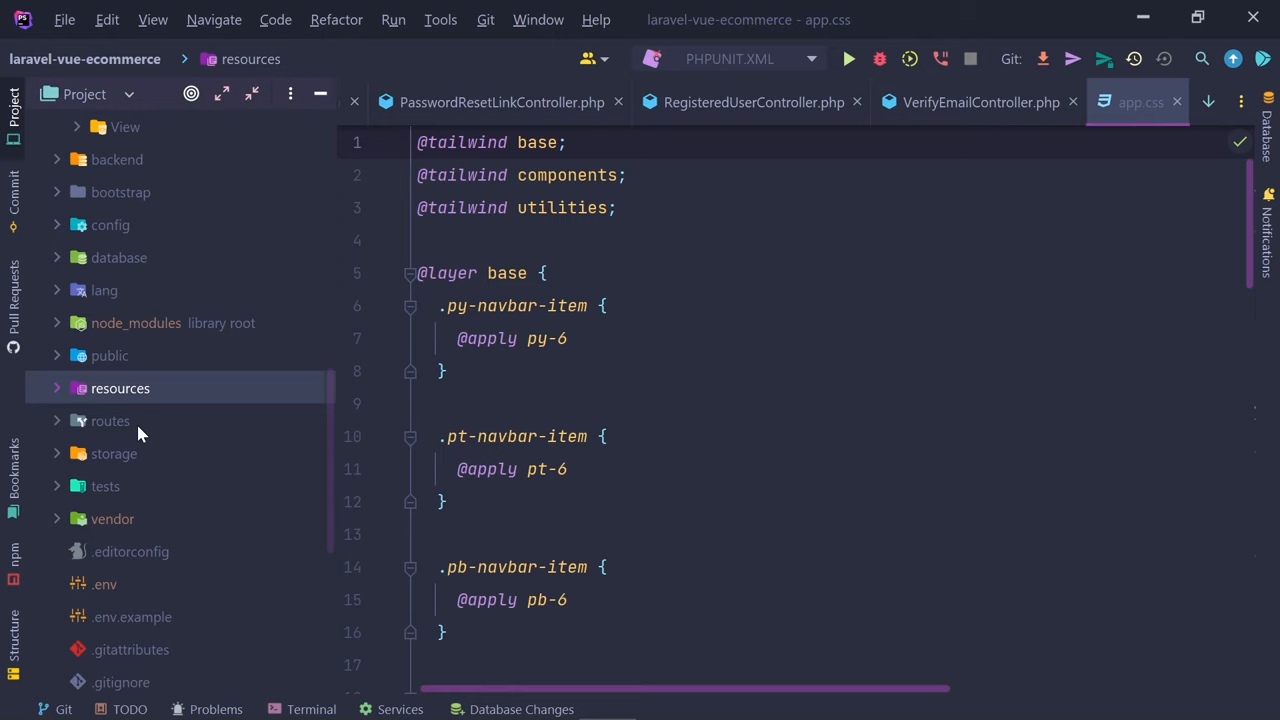 File Edit View Navigate Code Refactor Run Tools Git Window Help laravel-vue-ecommerce - app.css
laravel-vue-ecommerce resources PHPUNIT.XML Git:
Project
PasswordResetLinkController.php RegisteredUserController.php VerifyEmailController.php app.css
View
backend
bootstrap
config
database
lang
node_modules library root
public
resources
routes
storage
tests
vendor
.editorconfig
.env
.env.example
.gitattributes
.gitignore
1 @tailwind base;
2 @tailwind components;
3 @tailwind utilities;
4
5 @layer base {
6 .py-navbar-item {
7 @apply py-6
8 }
9
10 .pt-navbar-item {
11 @apply pt-6
12 }
13
14 .pb-navbar-item {
15 @apply pb-6
16 }
17
Project
Commit
Pull Requests
Bookmarks
npm
Structure
Database
Notifications
Git TODO Problems Terminal Services Database Changes